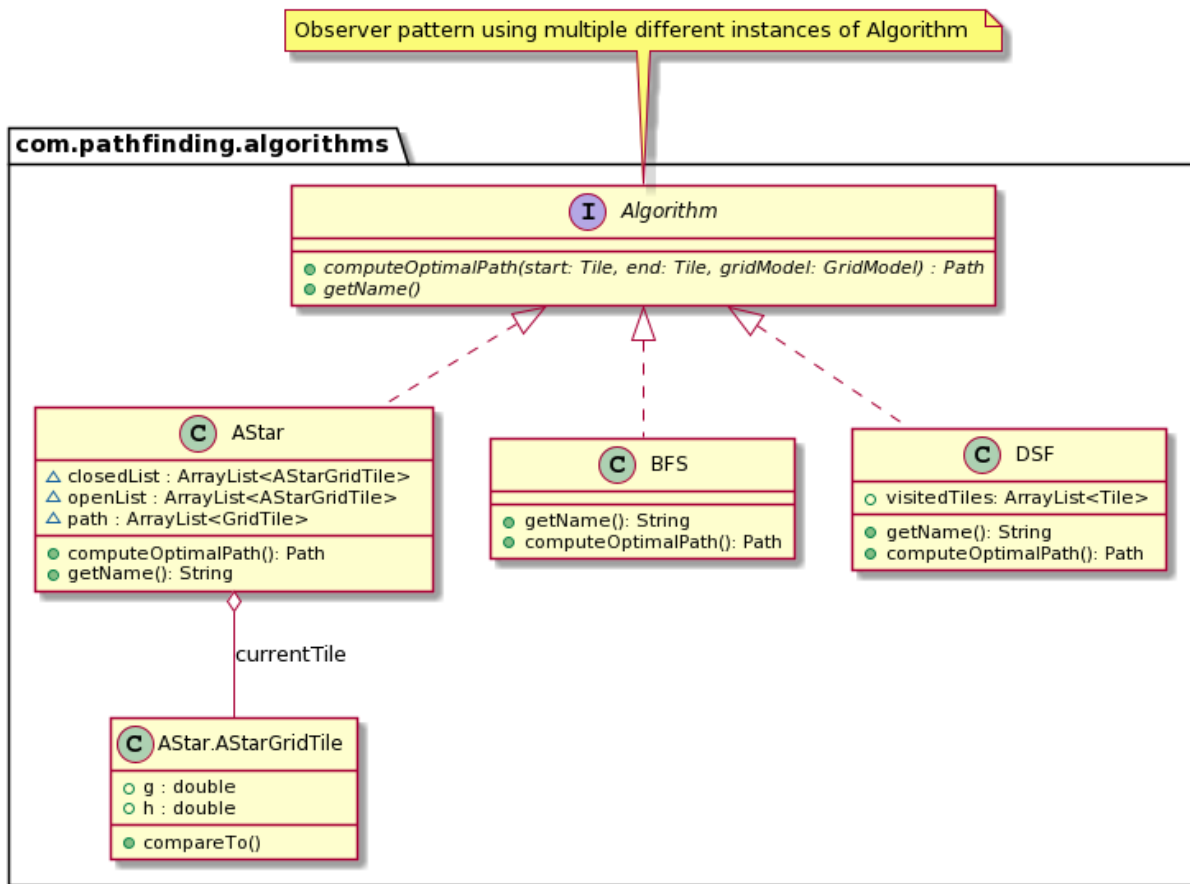 Observer pattern using multiple different instances of Algorithm
com.pathfinding.algorithms
I Algorithm
computeOptimalPath(start: Tile, end: Tile, gridModel: GridModel) : Path
getName()
C AStar
closedList : ArrayList<AStarGridTile>
openList : ArrayList<AStarGridTile>
path : ArrayList<GridTile>
computeOptimalPath(): Path
getName(): String
C BFS
getName(): String
computeOptimalPath(): Path
C DSF
visitedTiles: ArrayList<Tile>
getName(): String
computeOptimalPath(): Path
currentTile
C AStar.AStarGridTile
g : double
h : double
compareTo()